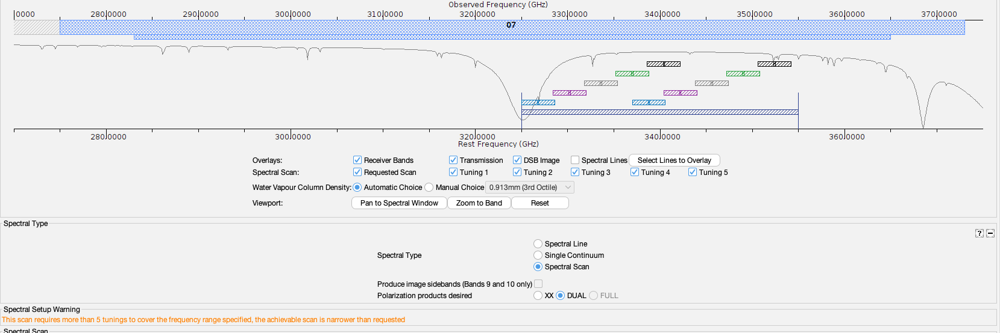 Observed Frequency (GHz)
0000 280.0000 290.0000 300.0000 310.0000 320.0000 330.0000 340.0000 350.0000 360.0000 370.0000
07
280.0000 300.0000 320.0000 340.0000 360.0000
Rest Frequency (GHz)
Overlays: Receiver Bands Transmission DSB Image Spectral Lines Select Lines to Overlay
Spectral Scan: Requested Scan Tuning 1 Tuning 2 Tuning 3 Tuning 4 Tuning 5
Water Vapour Column Density: Automatic Choice Manual Choice 0.913mm (3rd Octile)
Viewport: Pan to Spectral Window Zoom to Band Reset
Spectral Type
?
Spectral Line
Spectral Type Single Continuum
Spectral Scan
Produce image sidebands (Bands 9 and 10 only)
Polarization products desired XX DUAL FULL
Spectral Setup Warning
This scan requires more than 5 tunings to cover the frequency range specified, the achievable scan is narrower than requested
Spectral Scan